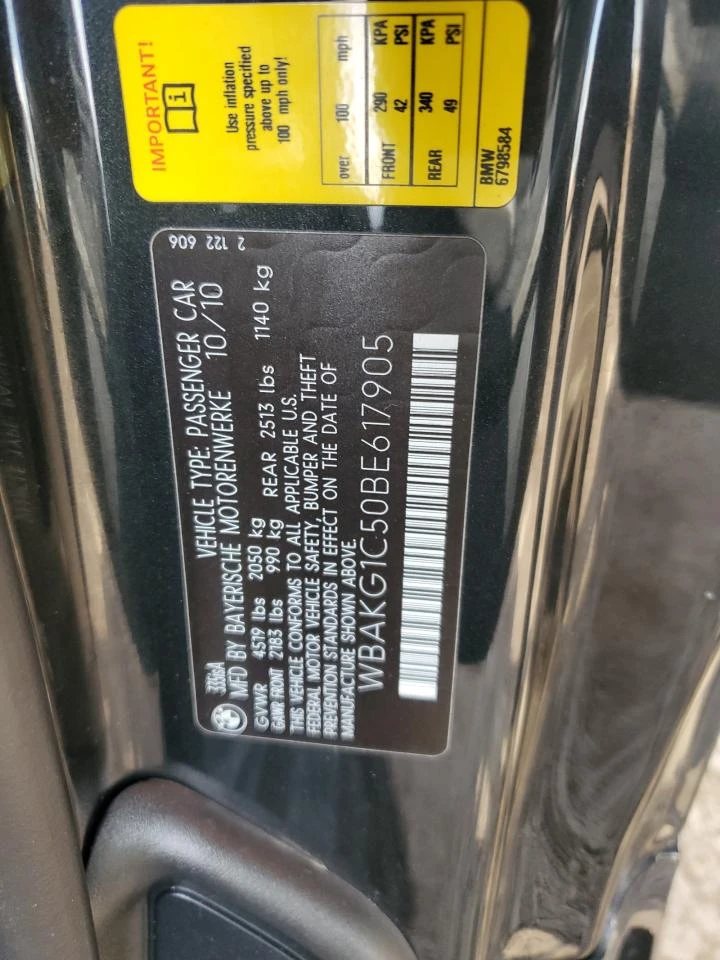 IMPORTANT!
i
Use inflation
pressure specified
above up to
100 mph only!
over 100 mph
KPA
FRONT 290 PSI
42
KPA
REAR 340 PSI
49
BMW
6798584
VEHICLE TYPE: PASSENGER CAR 2 122 606
MFD BY BAYERISCHE MOTORENWERKE 10/10
GVWR 4519 lbs 2050 kg
GAWR FRONT 2183 lbs 990 kg REAR 2513 lbs 1140 kg
THIS VEHICLE CONFORMS TO ALL APPLICABLE U.S.
FEDERAL MOTOR VEHICLE SAFETY, BUMPER AND THEFT
PREVENTION STANDARDS IN EFFECT ON THE DATE OF
MANUFACTURE SHOWN ABOVE.
WBAKG1C50BE617905